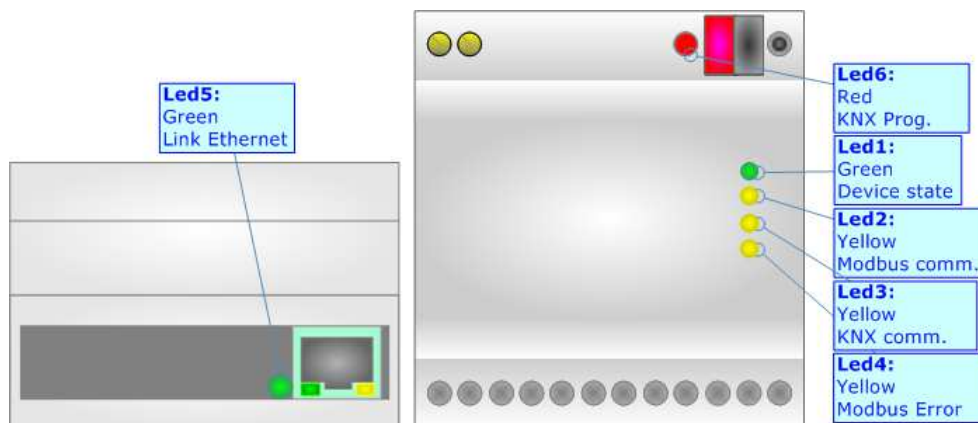 Led5:
Green
Link Ethernet
Led6:
Red
KNX Prog.
Led1:
Green
Device state
Led2:
Yellow
Modbus comm.
Led3:
Yellow
KNX comm.
Led4:
Yellow
Modbus Error